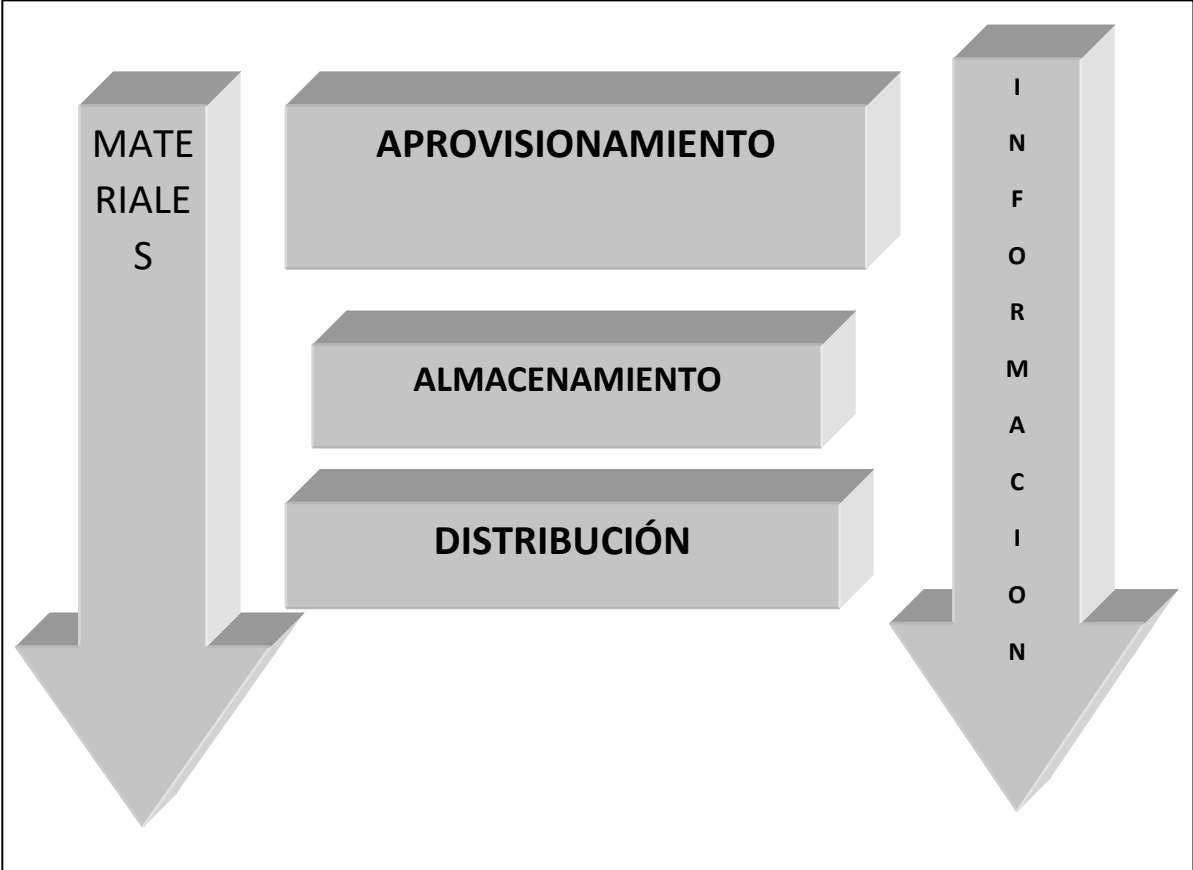 MATE
RIALE
S
APROVISIONAMIENTO
ALMACENAMIENTO
DISTRIBUCIÓN
I
N
F
O
R
M
A
C
I
O
N